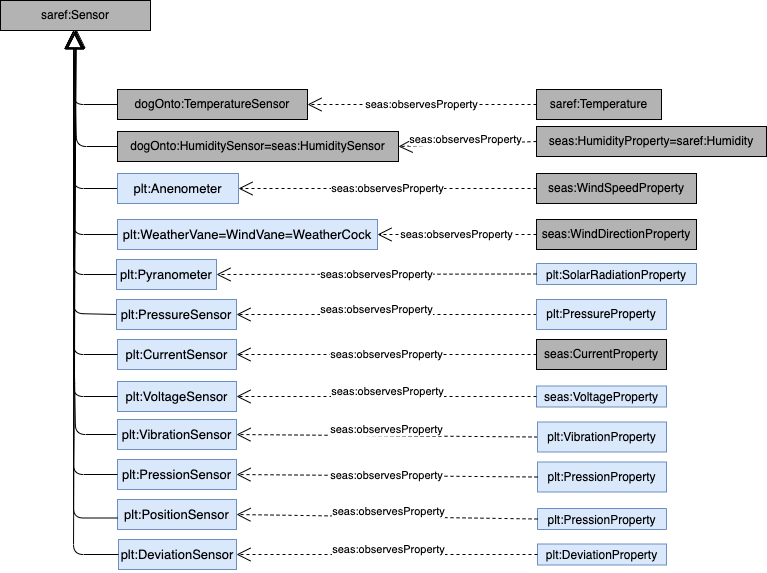 saref:Sensor
dogOnto:TemperatureSensor seas:observesProperty saref:Temperature
dogOnto:HumiditySensor=seas:HumiditySensor seas:observesProperty seas:HumidityProperty=saref:Humidity
plt:Anenometer seas:observesProperty seas:WindSpeedProperty
plt:WeatherVane=WindVane=WeatherCock seas:observesProperty seas:WindDirectionProperty
plt:Pyranometer seas:observesProperty plt:SolarRadiationProperty
plt:PressureSensor seas:observesProperty plt:PressureProperty
plt:CurrentSensor seas:observesProperty seas:CurrentProperty
plt:VoltageSensor seas:observesProperty seas:VoltageProperty
plt:VibrationSensor seas:observesProperty plt:VibrationProperty
plt:PressionSensor seas:observesProperty plt:PressionProperty
plt:PositionSensor seas:observesProperty plt:PressionProperty
plt:DeviationSensor seas:observesProperty plt:DeviationProperty